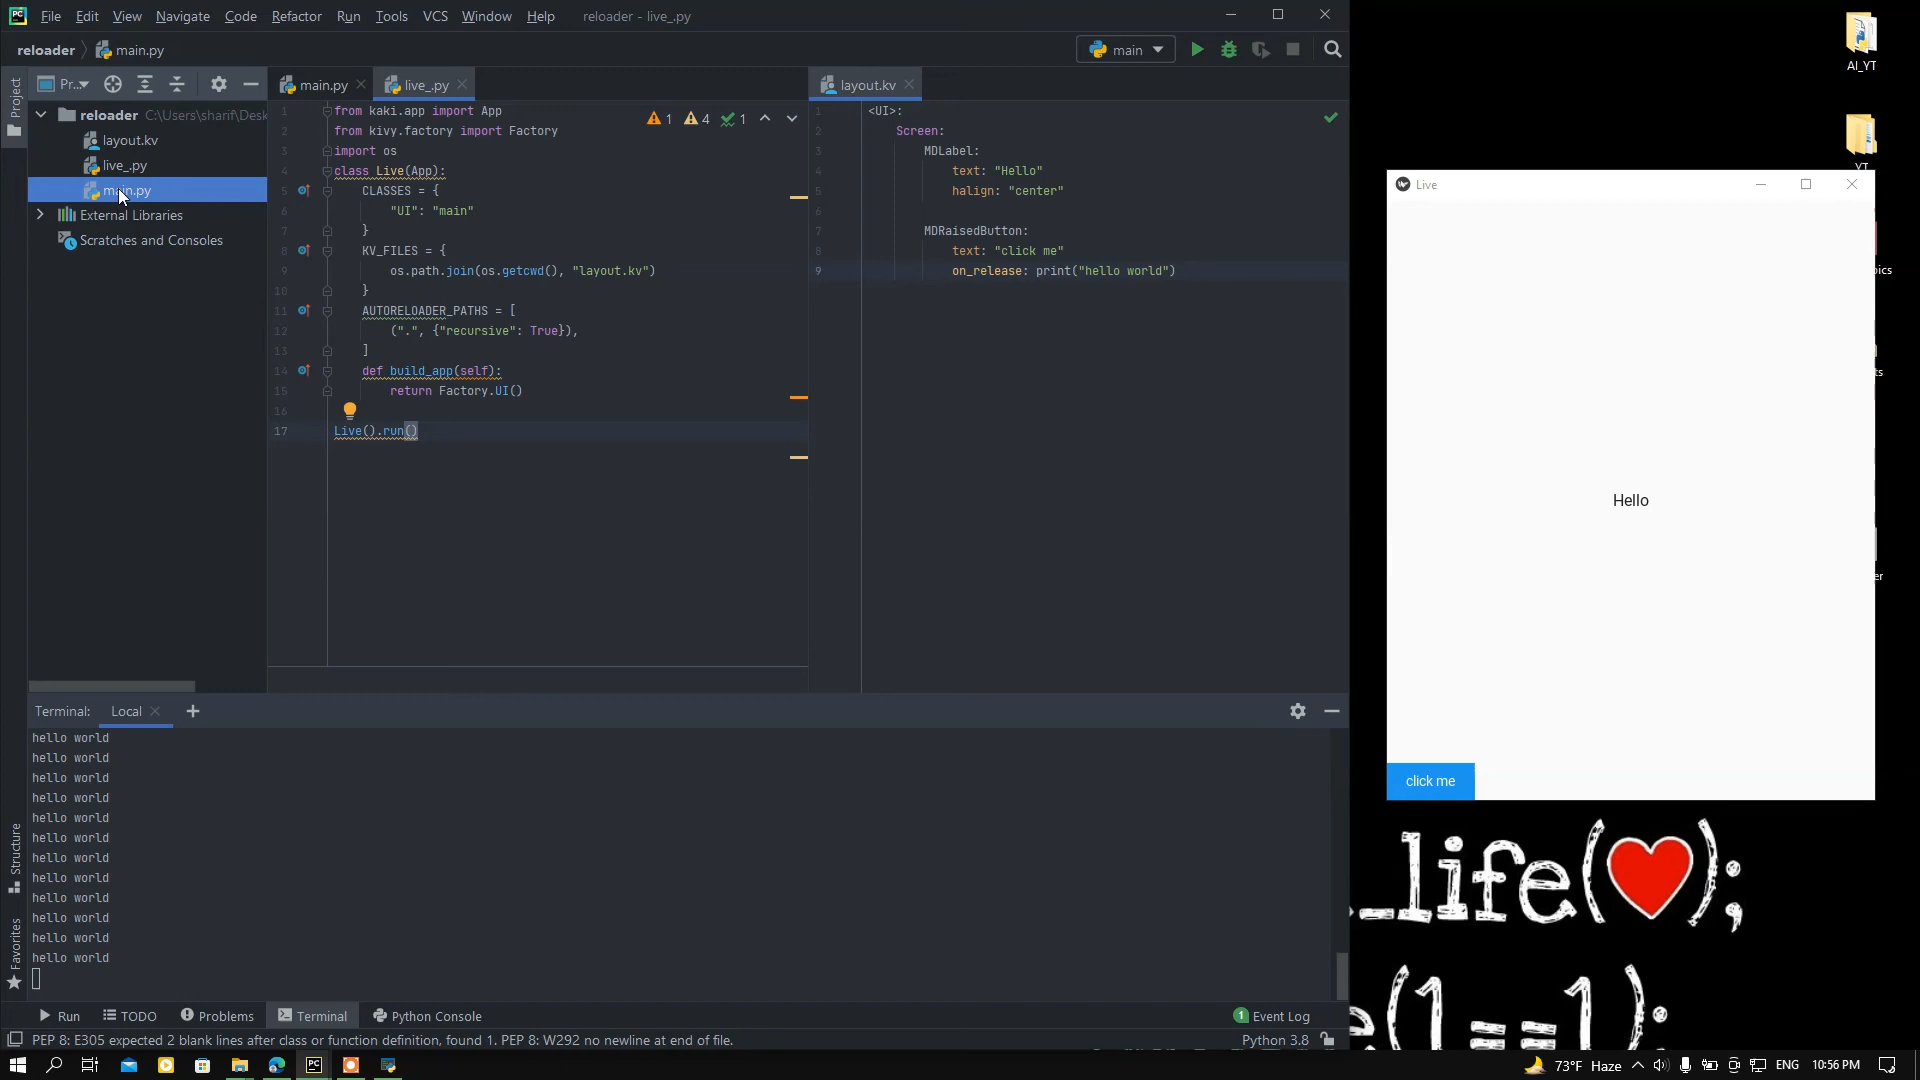 File Edit View Navigate Code Refactor Run Tools VCS Window Help reloader - live_.py
reloader main.py main
Pr...
main.py live_.py layout.kv
Project
reloader C:\Users\sharif\Desk
layout.kv
live_.py
main.py
External Libraries
Scratches and Consoles
1 4 1
1 from kaki.app import App
2 from kivy.factory import Factory
3 import os
4 class Live(App):
5 CLASSES = {
6 "UI": "main"
7 }
8 KV_FILES = {
9 os.path.join(os.getcwd(), "layout.kv")
10 }
11 AUTORELOADER_PATHS = [
12 (".", {"recursive": True}),
13 ]
14 def build_app(self):
15 return Factory.UI()
16
17 Live().run()
1 <UI>:
2 Screen:
3 MDLabel:
4 text: "Hello"
5 halign: "center"
6
7 MDRaisedButton:
8 text: "click me"
9 on_release: print("hello world")
Terminal: Local
hello world
hello world
hello world
hello world
hello world
hello world
hello world
hello world
hello world
hello world
hello world
hello world
Structure
Favorites
Run TODO Problems Terminal Python Console 1 Event Log
PEP 8: E305 expected 2 blank lines after class or function definition, found 1. PEP 8: W292 no newline at end of file. Python 3.8
AI_YT
YT
Live
Hello
click me
_life( );
(1 ==1);
PC
73°F Haze ENG 10:56 PM